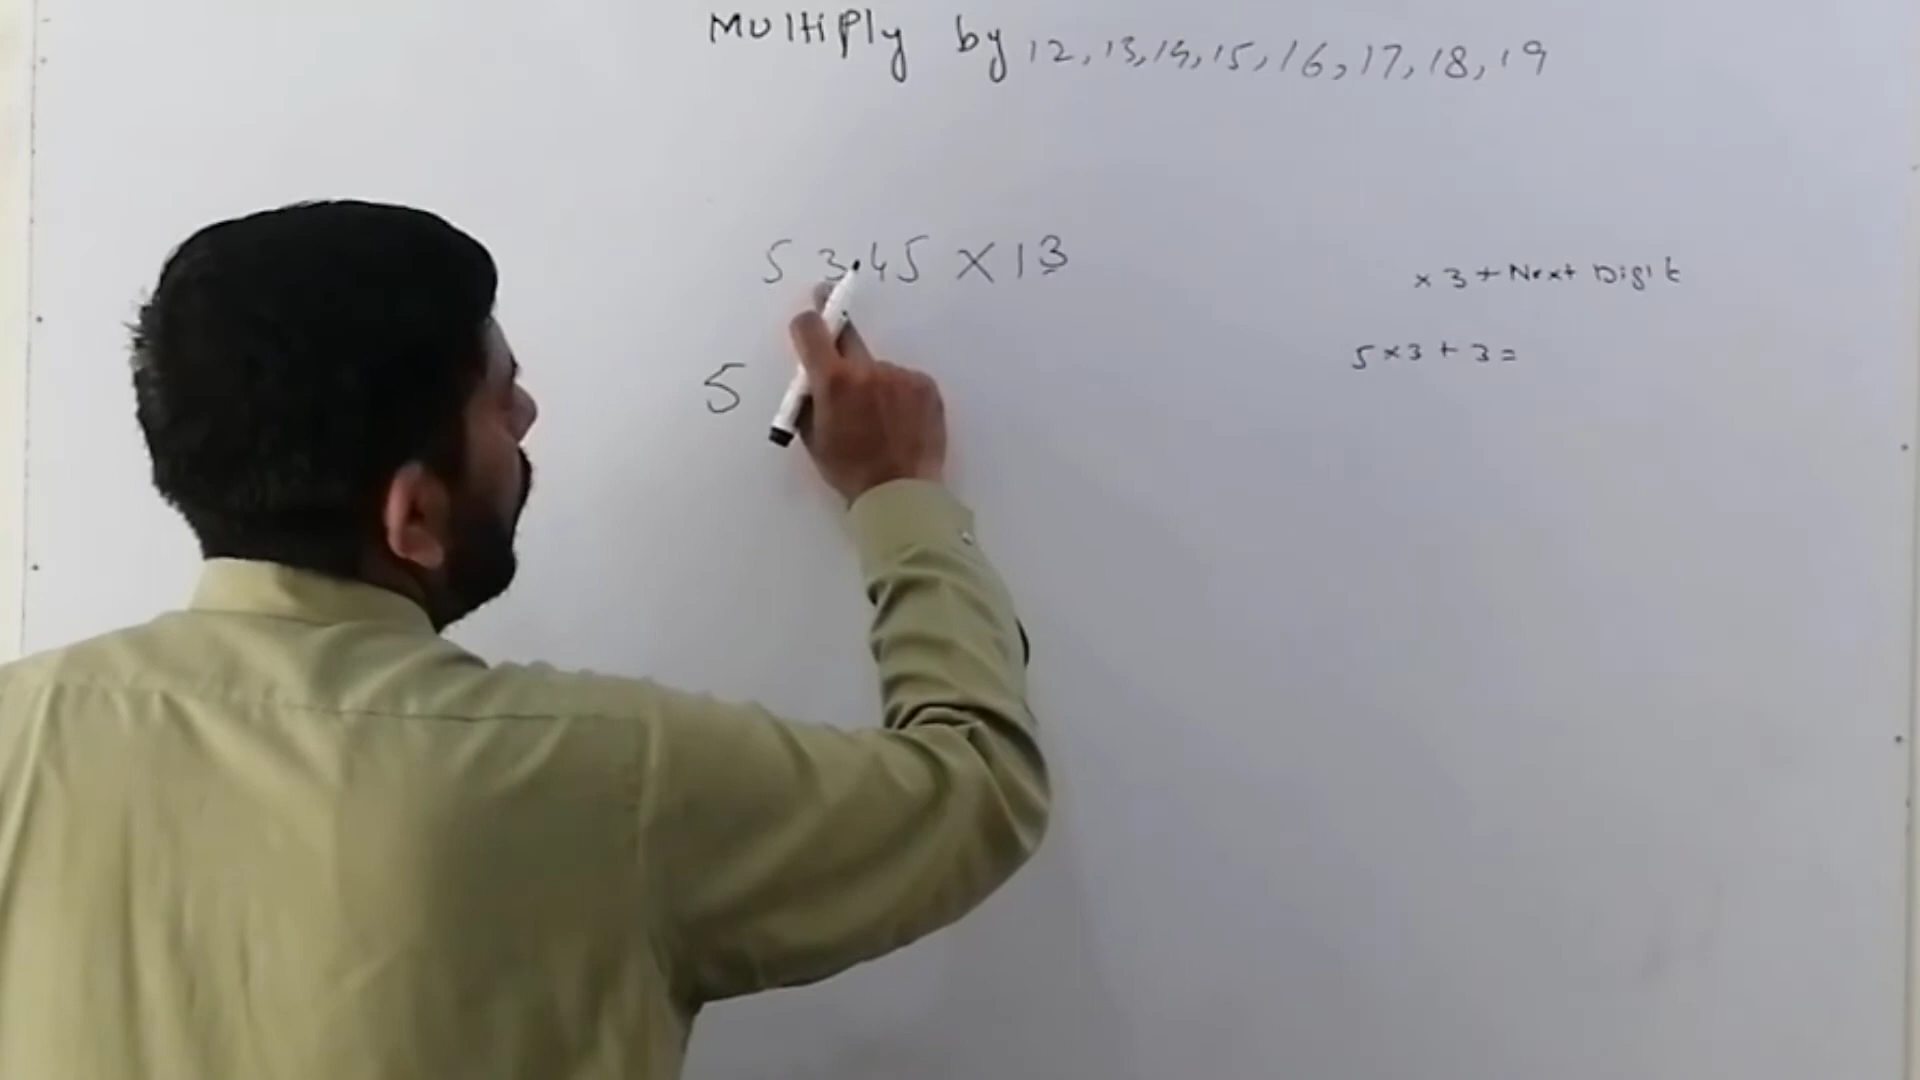 Multiply by 12, 13, 14, 15, 16, 17, 18, 19
5345 × 13
× 3 + Next Digit
5
5 × 3 + 3 =